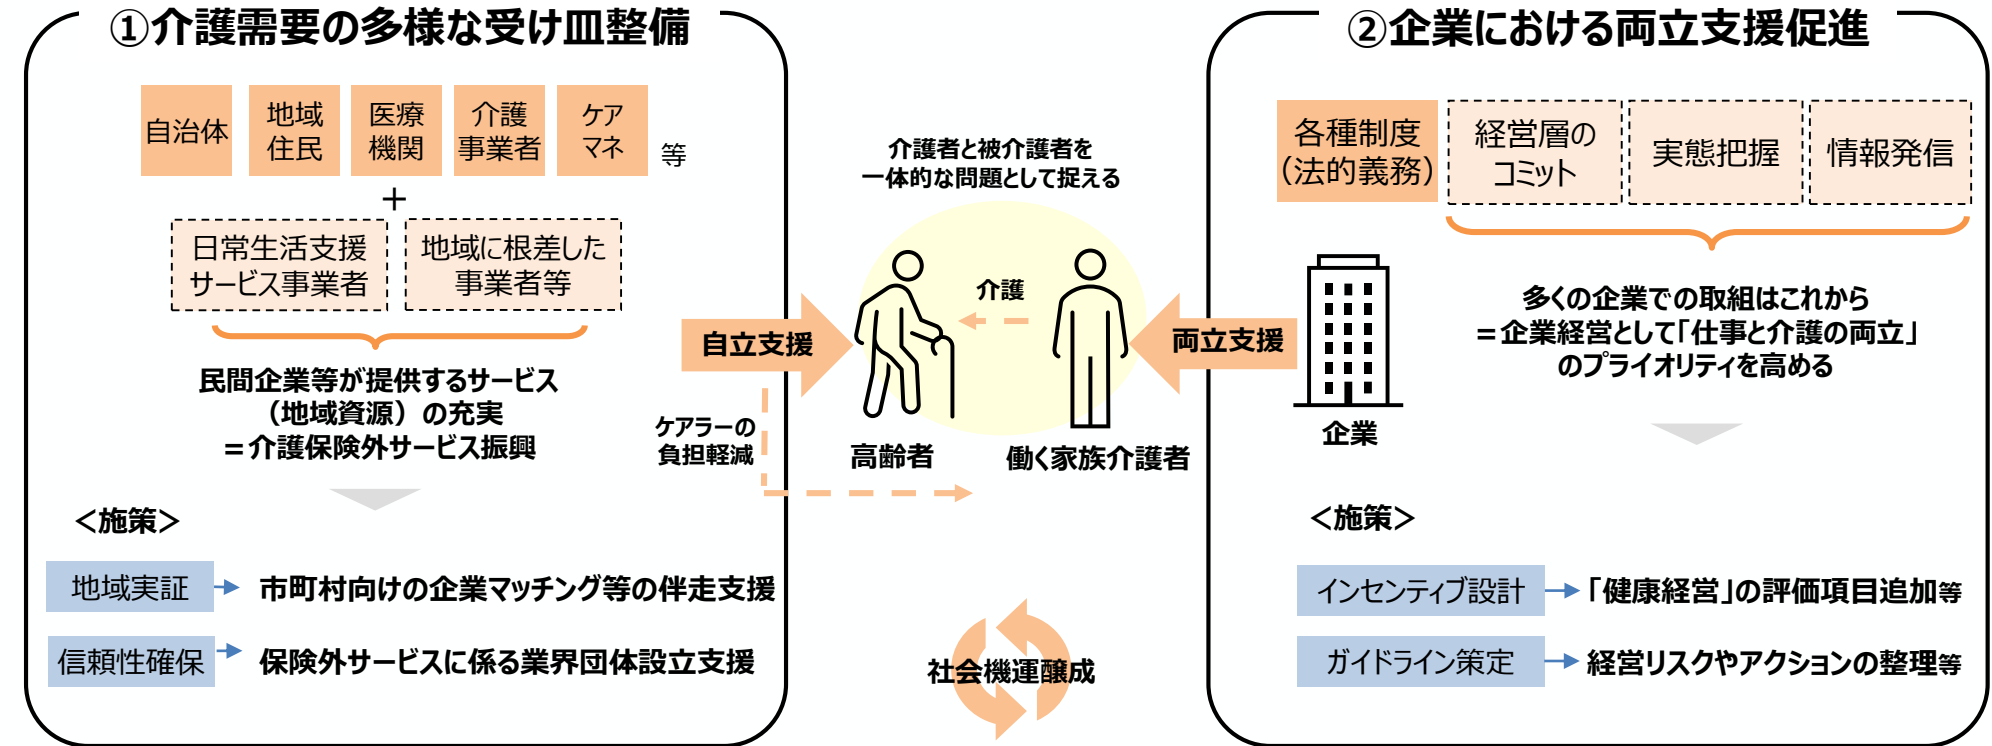 ①介護需要の多様な受け皿整備
自治体
地域
住民
医療
機関
介護
事業者
ケア
マネ
等
＋
日常生活支援
サービス事業者
地域に根差した
事業者等
民間企業等が提供するサービス
（地域資源）の充実
＝介護保険外サービス振興
＜施策＞
地域実証
市町村向けの企業マッチング等の伴走支援
信頼性確保
保険外サービスに係る業界団体設立支援
介護者と被介護者を
一体的な問題として捉える
介護
自立支援
両立支援
ケアラーの
負担軽減
高齢者
働く家族介護者
社会機運醸成
②企業における両立支援促進
各種制度
（法的義務）
経営層の
コミット
実態把握
情報発信
企業
多くの企業での取組はこれから
＝企業経営として「仕事と介護の両立」
のプライオリティを高める
＜施策＞
インセンティブ設計
「健康経営」の評価項目追加等
ガイドライン策定
経営リスクやアクションの整理等